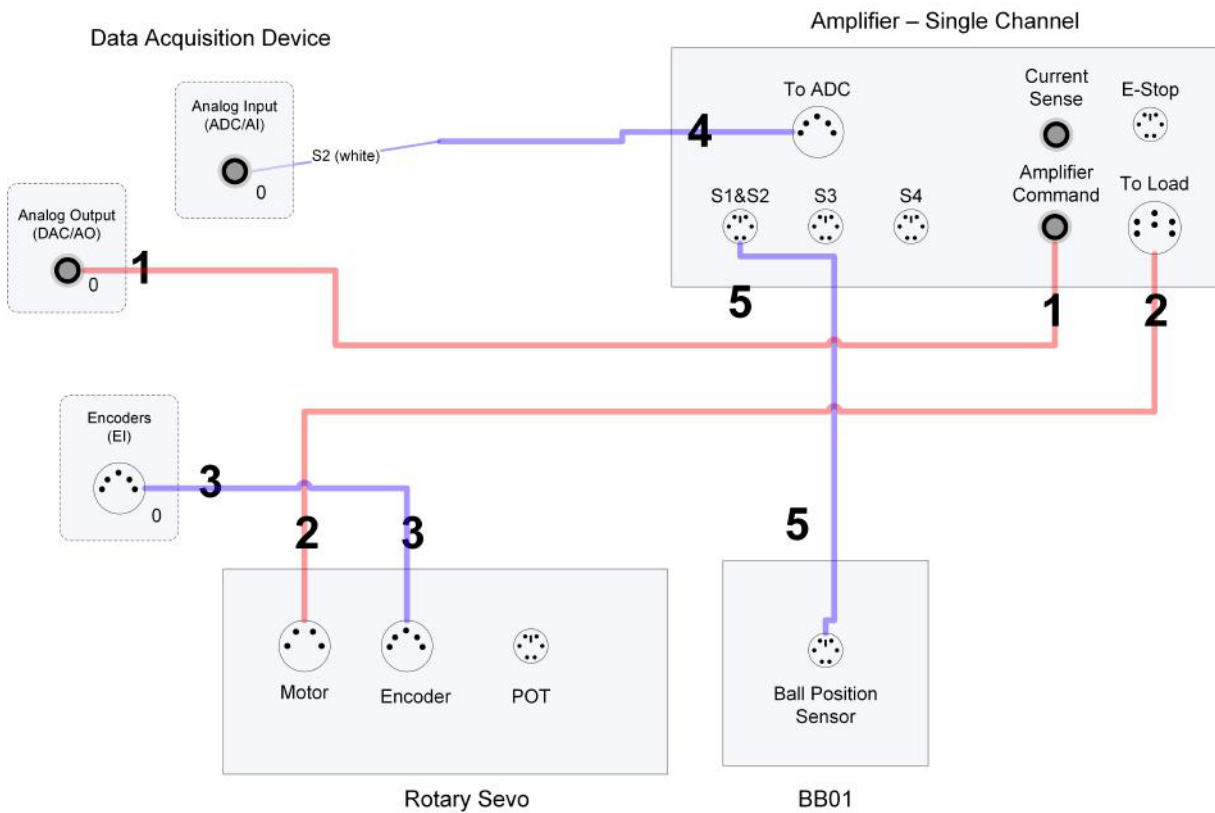 Amplifier – Single Channel
Data Acquisition Device
Analog Input
(ADC/AI)
0
S2 (white)
4
To ADC
Current
Sense
E-Stop
Analog Output
(DAC/AO)
0
1
S1&S2
S3
S4
Amplifier
Command
To Load
5
1
2
Encoders
(EI)
0
3
2
3
5
Motor
Encoder
POT
Ball Position
Sensor
Rotary Sevo
BB01